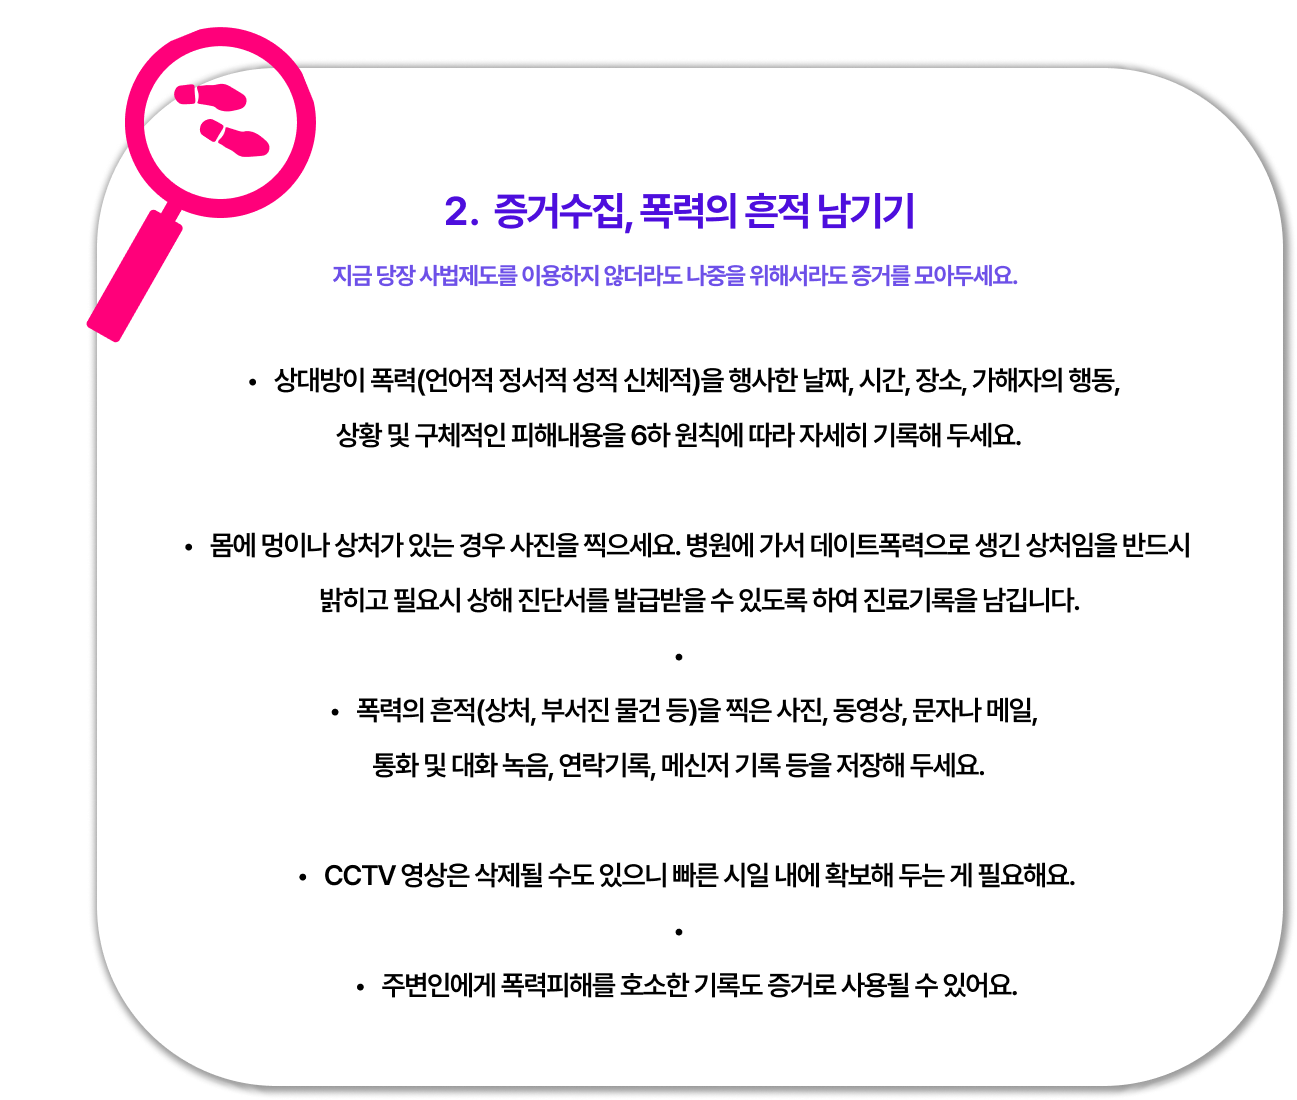 2. 증거수집, 폭력의 흔적 남기기
지금 당장 사법제도를 이용하지 않더라도 나중을 위해서라도 증거를 모아두세요.
• 상대방이 폭력(언어적 정서적 성적 신체적)을 행사한 날짜, 시간, 장소, 가해자의 행동,
상황 및 구체적인 피해내용을 6하 원칙에 따라 자세히 기록해 두세요.
• 몸에 멍이나 상처가 있는 경우 사진을 찍으세요. 병원에 가서 데이트폭력으로 생긴 상처임을 반드시
밝히고 필요시 상해 진단서를 발급받을 수 있도록 하여 진료기록을 남깁니다.
•
• 폭력의 흔적(상처, 부서진 물건 등)을 찍은 사진, 동영상, 문자나 메일,
통화 및 대화 녹음, 연락기록, 메신저 기록 등을 저장해 두세요.
• CCTV 영상은 삭제될 수도 있으니 빠른 시일 내에 확보해 두는 게 필요해요.
•
• 주변인에게 폭력피해를 호소한 기록도 증거로 사용될 수 있어요.